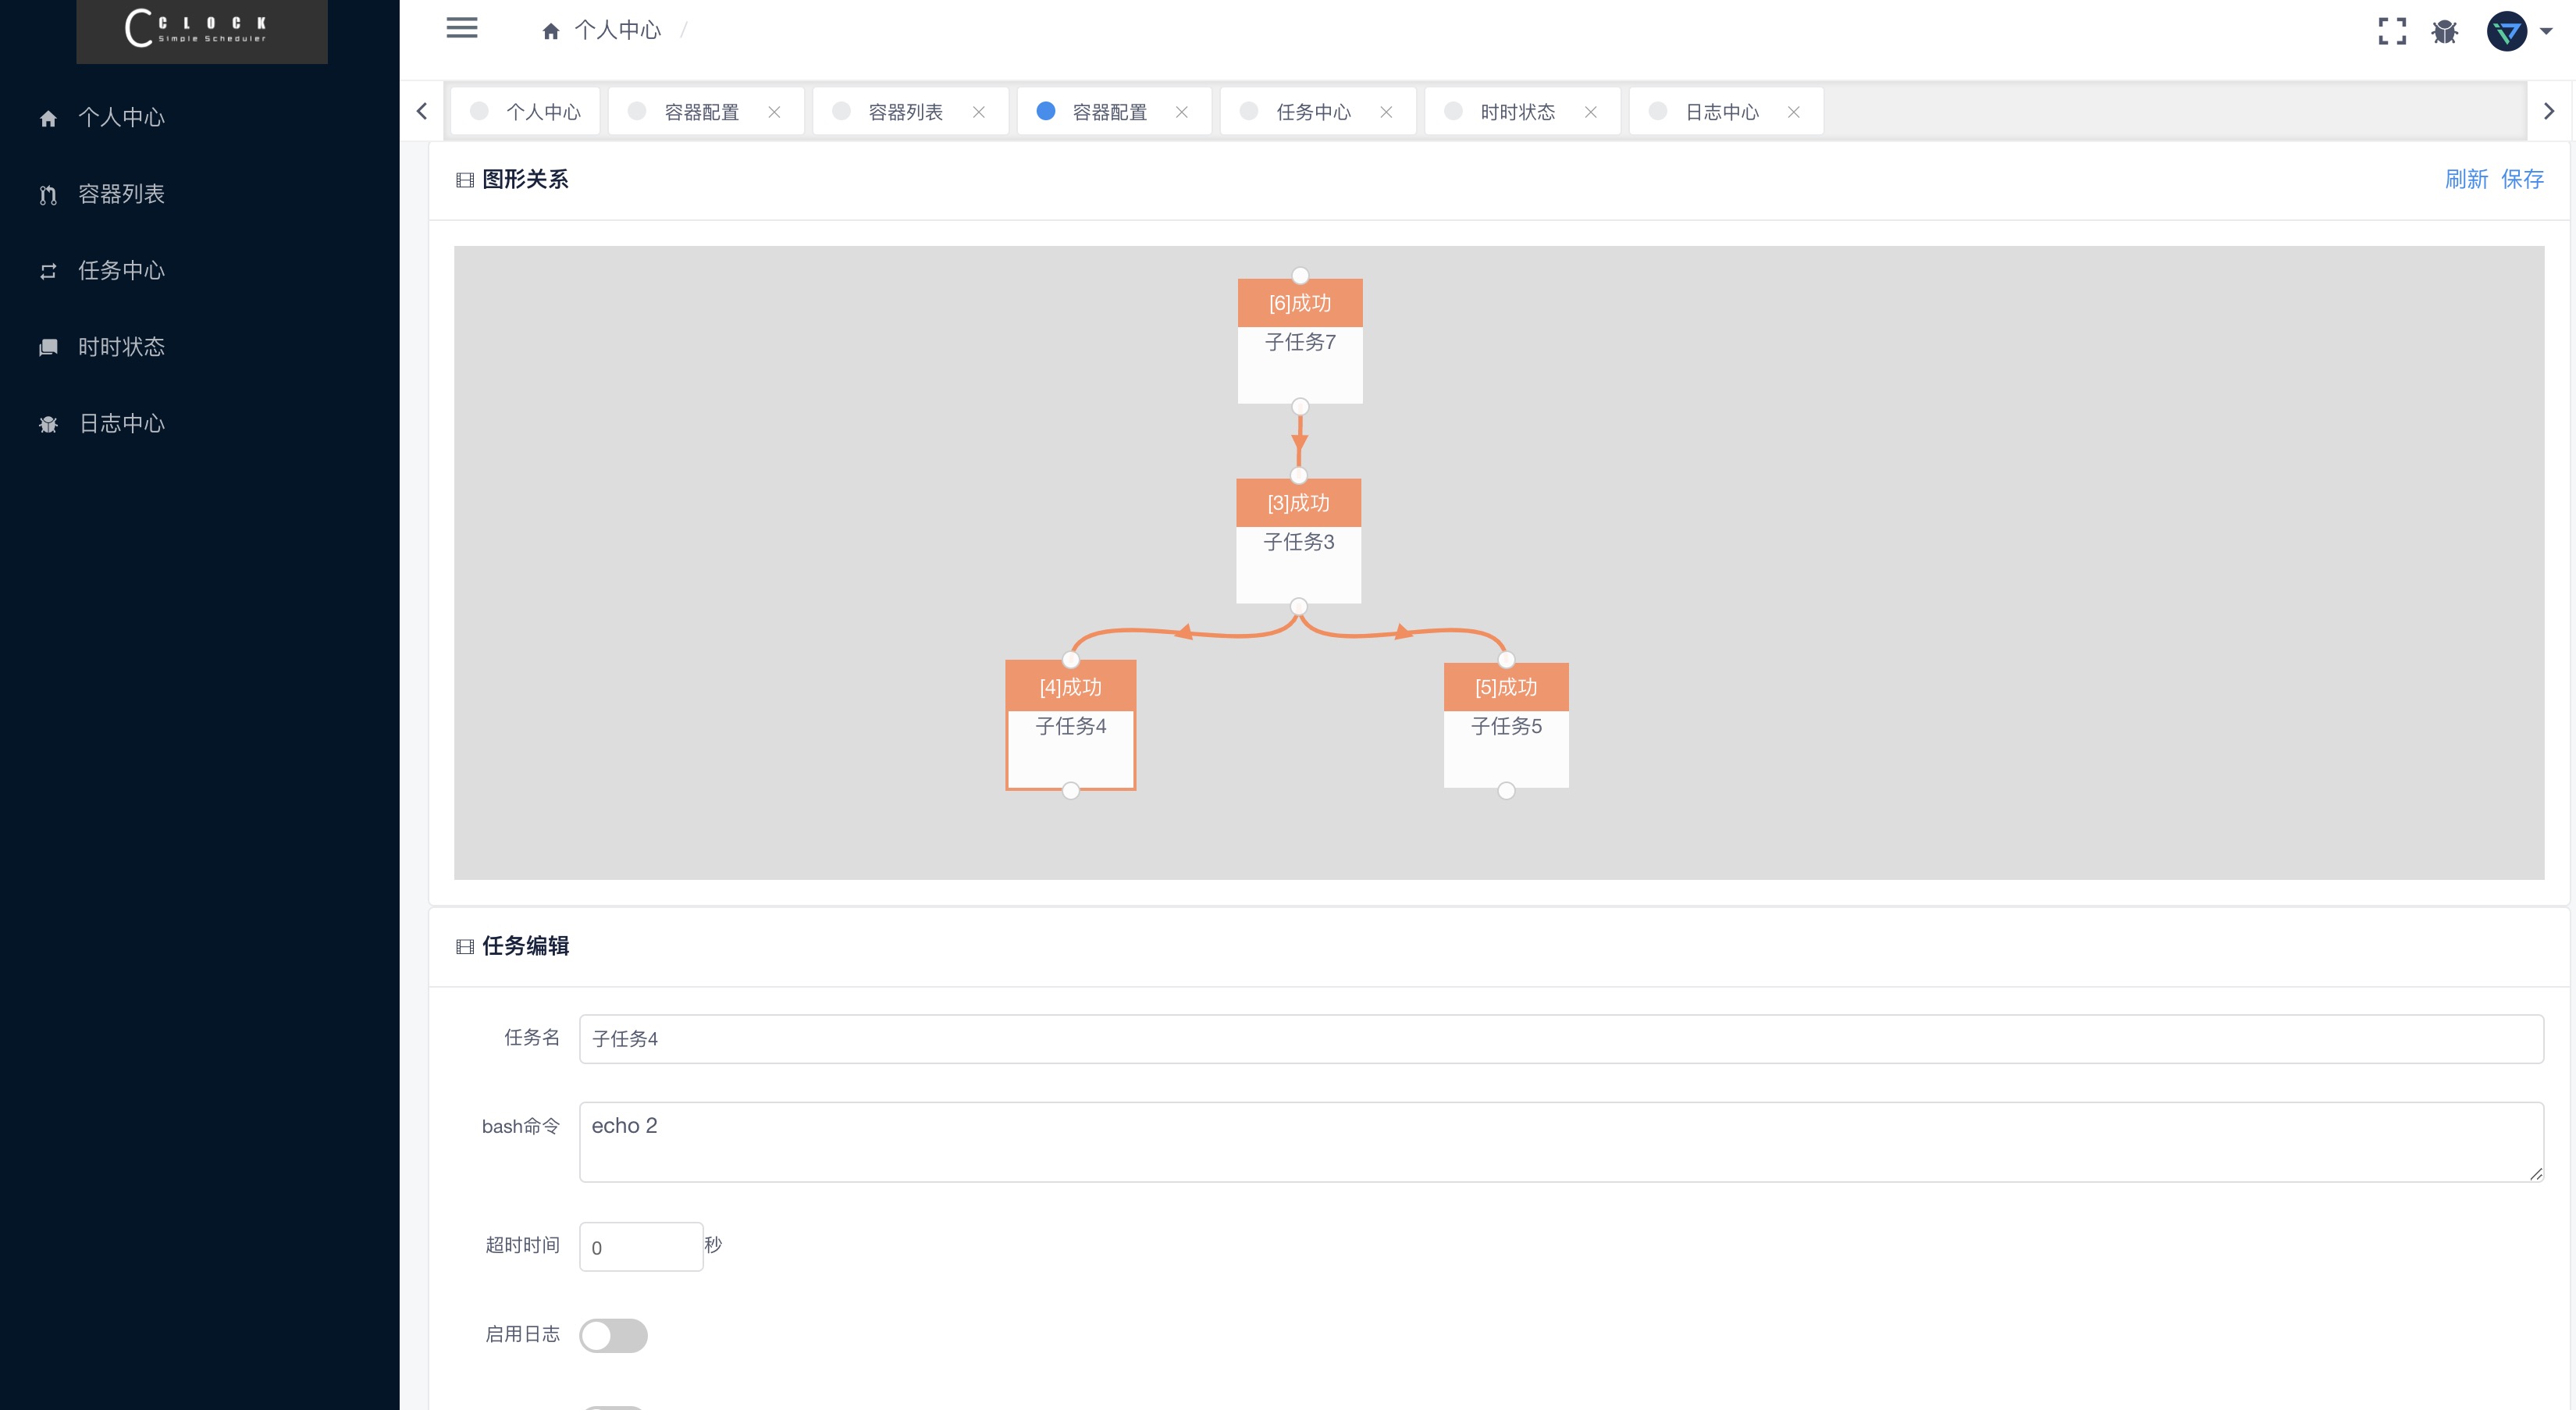 C CLOCK
Simple Scheduler
个人中心
容器列表
任务中心
时时状态
日志中心
个人中心 /
个人中心 容器配置 容器列表 容器配置 任务中心 时时状态 日志中心
图形关系 刷新 保存
[6]成功
子任务7
[3]成功
子任务3
[4]成功
子任务4
[5]成功
子任务5
任务编辑
任务名 子任务4
bash命令 echo 2
超时时间 0 秒
启用日志